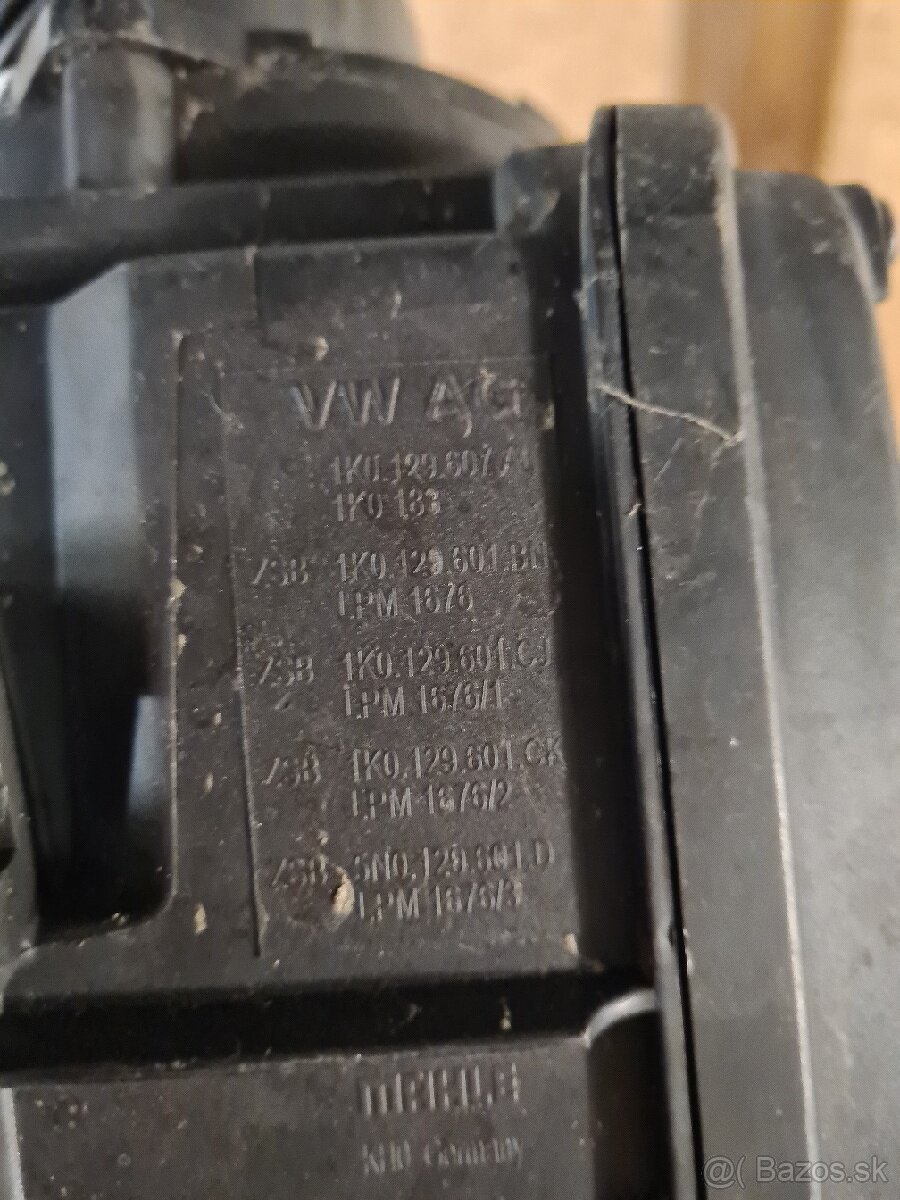 VW AG
1K0.129.607
1K0 183
ZSB 1K0.129.601.BN
LPM 1676
ZSB 1K0.129.601.CJ
LPM 1676/1
ZSB 1K0.129.601.CK
LPM 1676/2
ZSB 5N0.129.601.D
LPM 1676/3
MAHLE
Germany
@( Bazos.sk